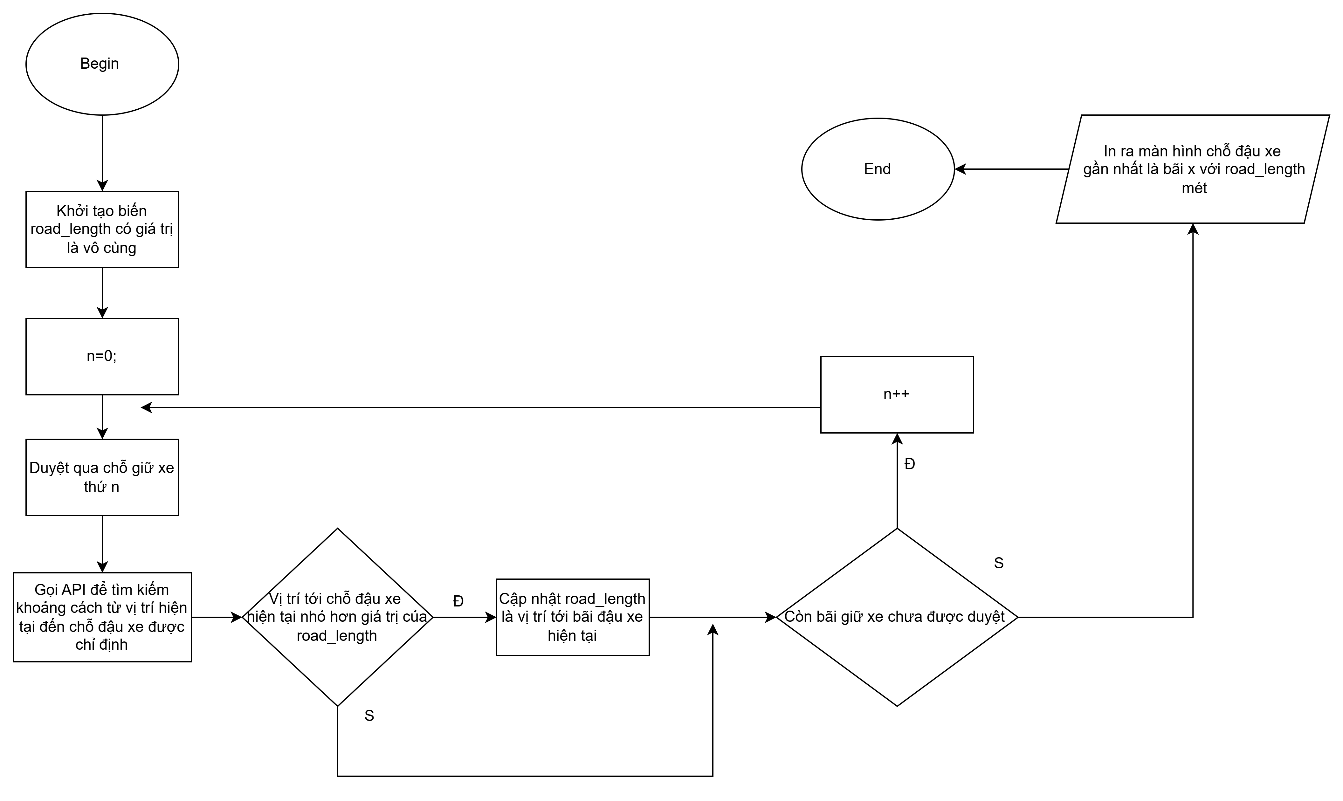 Begin
Khởi tạo biến
road_length có giá trị
là vô cùng
n=0;
Duyệt qua chỗ giữ xe
thứ n
Gọi API để tìm kiếm
khoảng cách từ vị trí hiện
tại đến chỗ đậu xe được
chỉ định
Vị trí tới chỗ đậu xe
hiện tại nhỏ hơn giá trị của
road_length
Đ
S
Cập nhật road_length
là vị trí tới bãi đậu xe
hiện tại
Còn bãi giữ xe chưa được duyệt
Đ
n++
S
In ra màn hình chỗ đậu xe
gần nhất là bãi x với road_length
mét
End